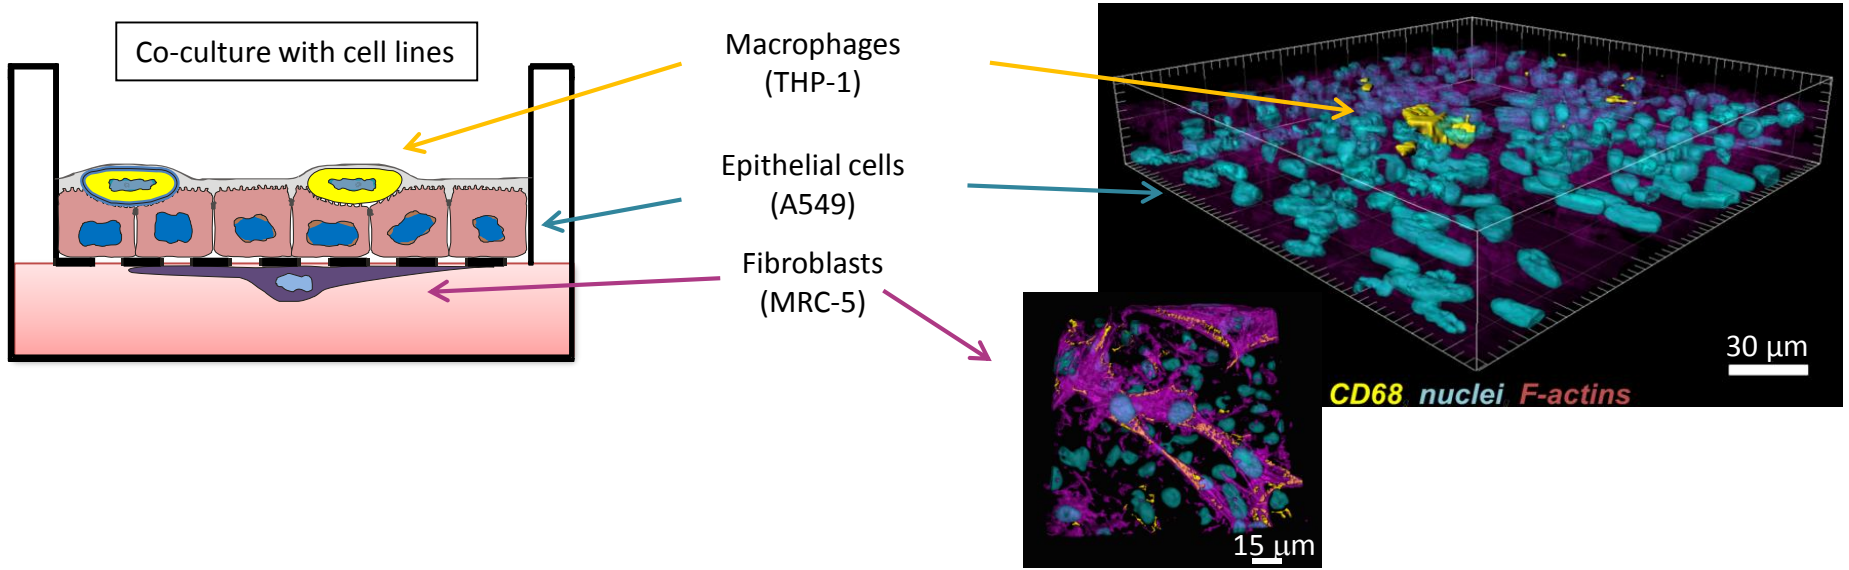 Co-culture with cell lines
Macrophages
(THP-1)
Epithelial cells
(A549)
Fibroblasts
(MRC-5)
30 μm
CD68, nuclei, F-actins
15 μm